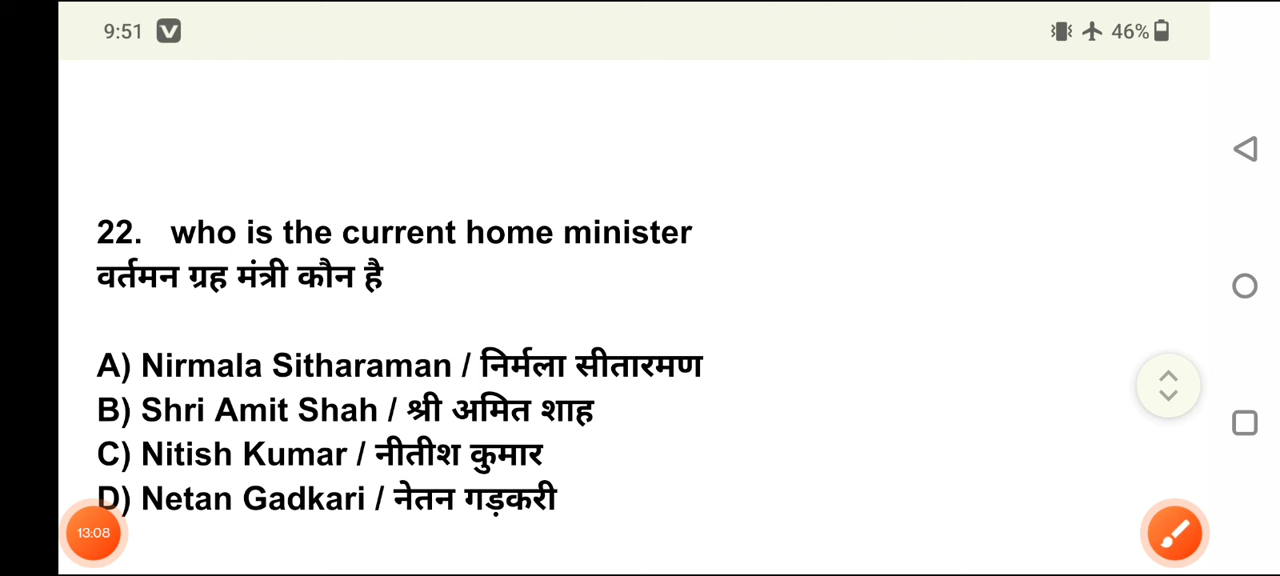 9:51 V 46%
22. who is the current home minister
वर्तमन ग्रह मंत्री कौन है
A) Nirmala Sitharaman / निर्मला सीतारमण
B) Shri Amit Shah / श्री अमित शाह
C) Nitish Kumar / नीतीश कुमार
D) Netan Gadkari / नेतन गड़करी
13:08